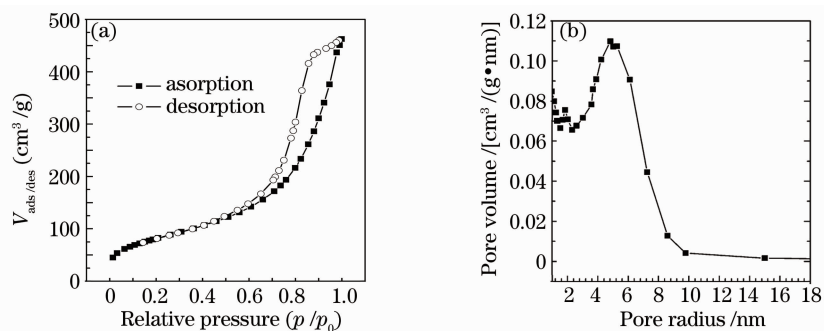 (a)
asorption
desorption
500
400
300
200
100
0
V_ads/des (cm³/g)
0 0.2 0.4 0.6 0.8 1.0
Relative pressure (p/p₀)
(b)
0.12
0.10
0.08
0.06
0.04
0.02
0
Pore volume /[cm³/(g•nm)]
2 4 6 8 10 12 14 16 18
Pore radius /nm